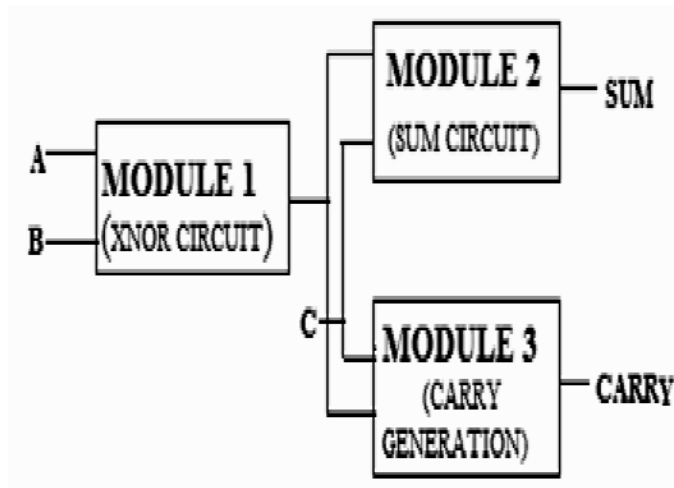 MODULE 2
(SUM CIRCUIT)
SUM
A
B
MODULE 1
(XNOR CIRCUIT)
C
MODULE 3
(CARRY
GENERATION)
CARRY